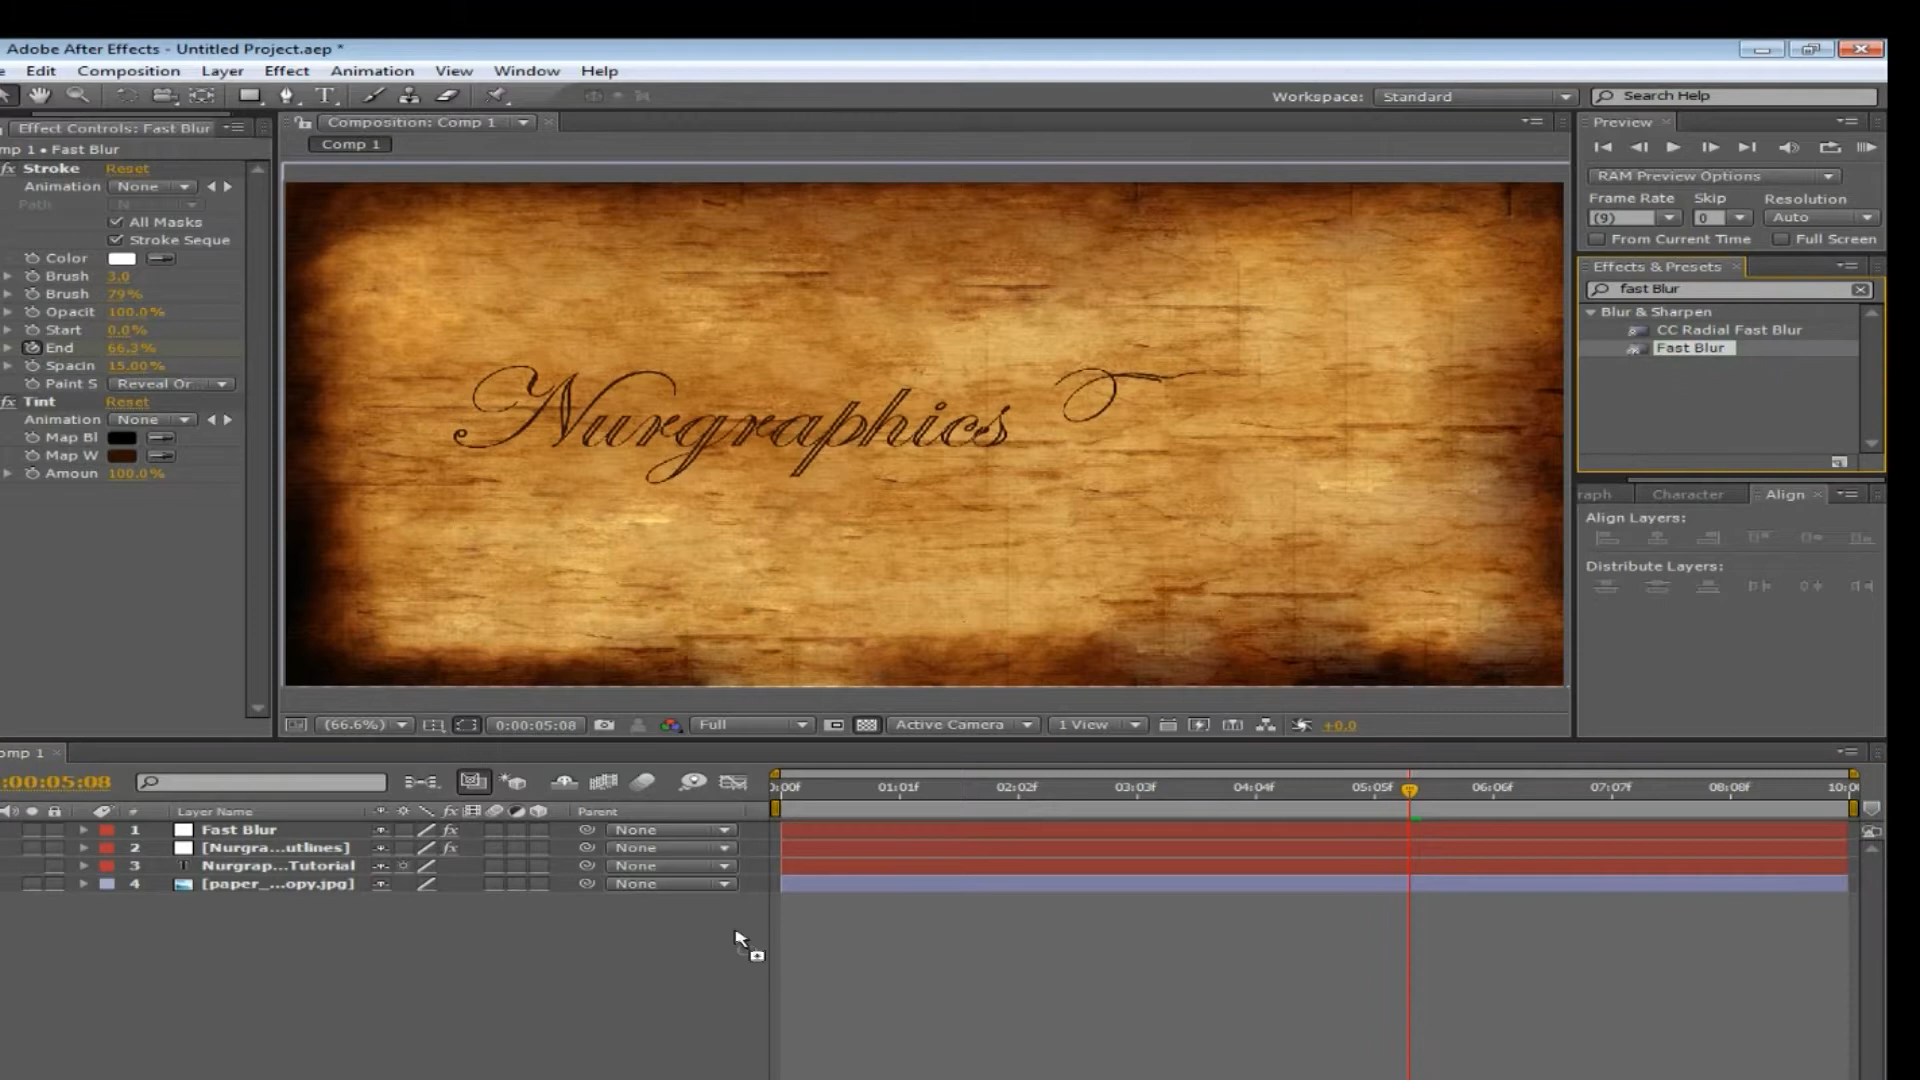 Adobe After Effects - Untitled Project.aep *
Edit Composition Layer Effect Animation View Window Help
Workspace: Standard Search Help
Effect Controls: Fast Blur
mp 1 • Fast Blur
Stroke Reset
Animation None
Path
All Masks
Stroke Seque
Color
Brush 3.0
Brush 79%
Opacit 100.0%
Start 0.0%
End 66.3%
Spacin 15.00%
Paint S Reveal Or
Tint Reset
Animation None
Map Bl
Map W
Amoun 100.0%
Composition: Comp 1
Comp 1
Nurgraphics T
(66.6%) 0:00:05:08 Full Active Camera 1 View +0.0
Preview
RAM Preview Options
Frame Rate Skip Resolution
(9) 0 Auto
From Current Time Full Screen
Effects & Presets
fast Blur
Blur & Sharpen
CC Radial Fast Blur
Fast Blur
raph Character Align
Align Layers:
Distribute Layers:
omp 1
:00:05:08
# Layer Name Parent
1 Fast Blur fx None
2 [Nurgra...utlines] fx None
3 T Nurgrap...Tutorial None
4 [paper_...opy.jpg] None
):00f 01:01f 02:02f 03:03f 04:04f 05:05f 06:06f 07:07f 08:08f 10:0